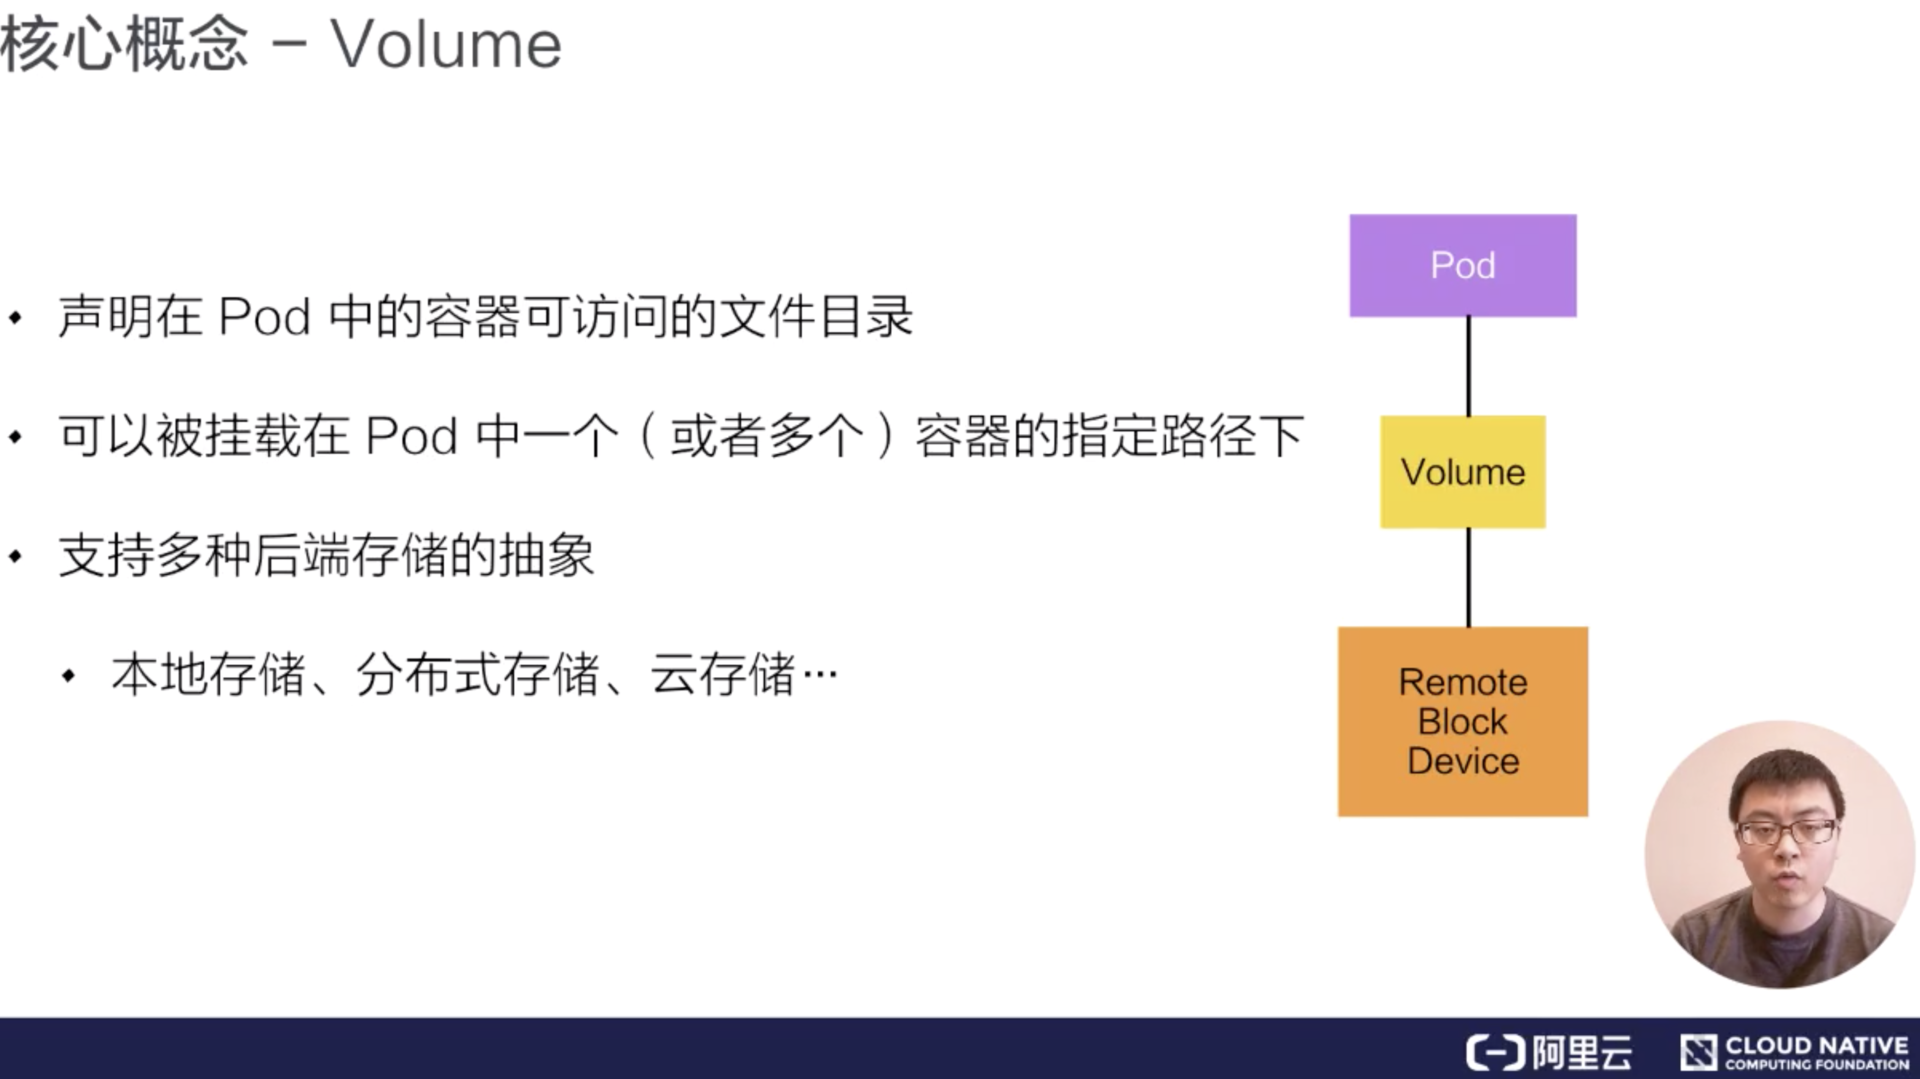 核心概念 – Volume
• 声明在 Pod 中的容器可访问的文件目录
• 可以被挂载在 Pod 中一个（或者多个）容器的指定路径下
• 支持多种后端存储的抽象
• 本地存储、分布式存储、云存储…
Pod
Volume
Remote
Block
Device
阿里云
CLOUD NATIVE
COMPUTING FOUNDATION